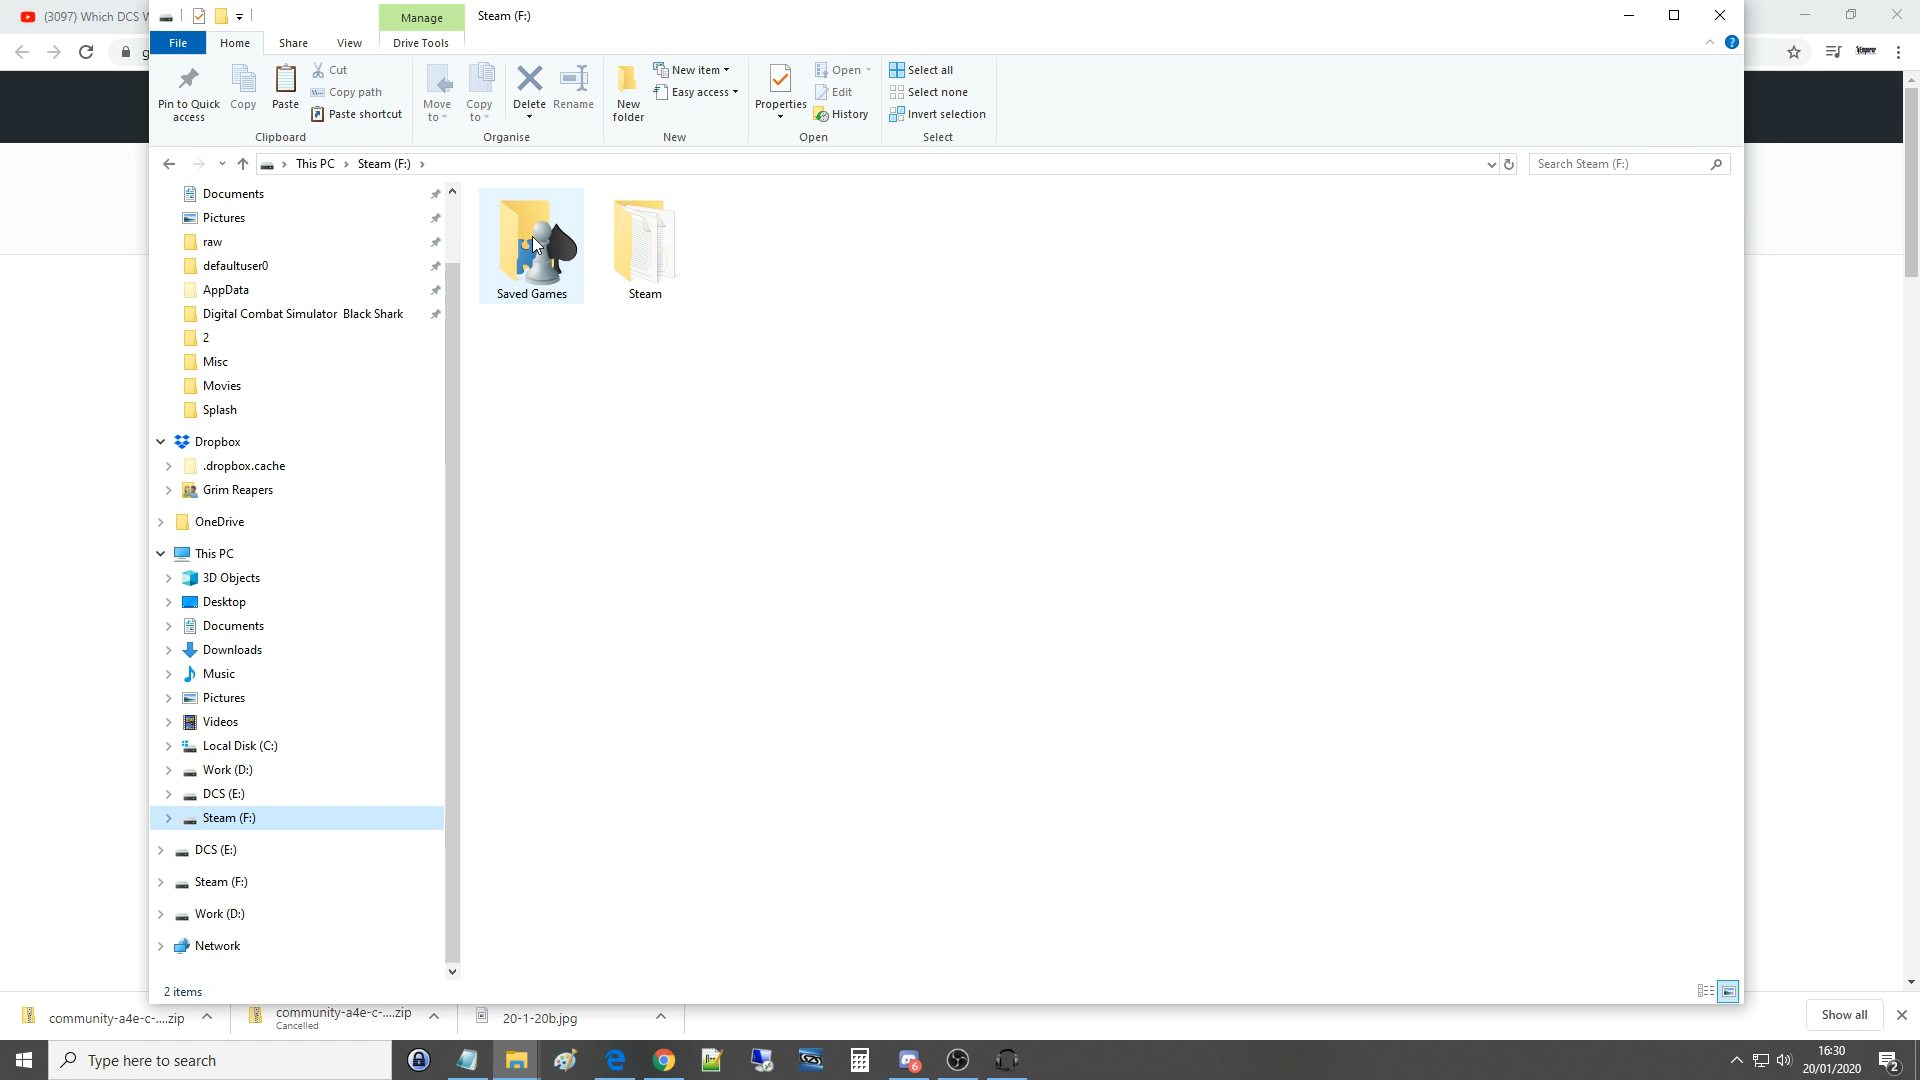 (3097) Which DCS W
Manage
Steam (F:)
File
Home
Share
View
Drive Tools
Pin to Quick access
Copy
Paste
Cut
Copy path
Paste shortcut
Clipboard
Move to
Copy to
Delete
Rename
Organise
New folder
New item
Easy access
New
Properties
Open
Edit
History
Open
Select all
Select none
Invert selection
Select
This PC
Steam (F:)
Search Steam (F:)
Documents
Pictures
raw
defaultuser0
AppData
Digital Combat Simulator  Black Shark
2
Misc
Movies
Splash
Dropbox
.dropbox.cache
Grim Reapers
OneDrive
This PC
3D Objects
Desktop
Documents
Downloads
Music
Pictures
Videos
Local Disk (C:)
Work (D:)
DCS (E:)
Steam (F:)
DCS (E:)
Steam (F:)
Work (D:)
Network
Saved Games
Steam
2 items
community-a4e-c-....zip
community-a4e-c-....zip
Cancelled
20-1-20b.jpg
Show all
Type here to search
6
16:30
20/01/2020
2